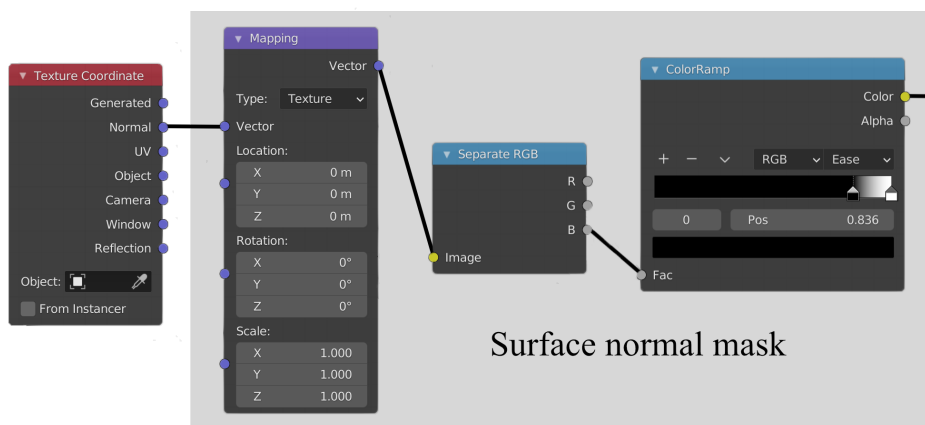 Texture Coordinate
Generated
Normal
UV
Object
Camera
Window
Reflection
Object:
From Instancer
Mapping
Vector
Type: Texture
Vector
Location:
X 0 m
Y 0 m
Z 0 m
Rotation:
X 0°
Y 0°
Z 0°
Scale:
X 1.000
Y 1.000
Z 1.000
Separate RGB
R
G
B
Image
ColorRamp
Color
Alpha
+ − RGB Ease
0 Pos 0.836
Fac
Surface normal mask